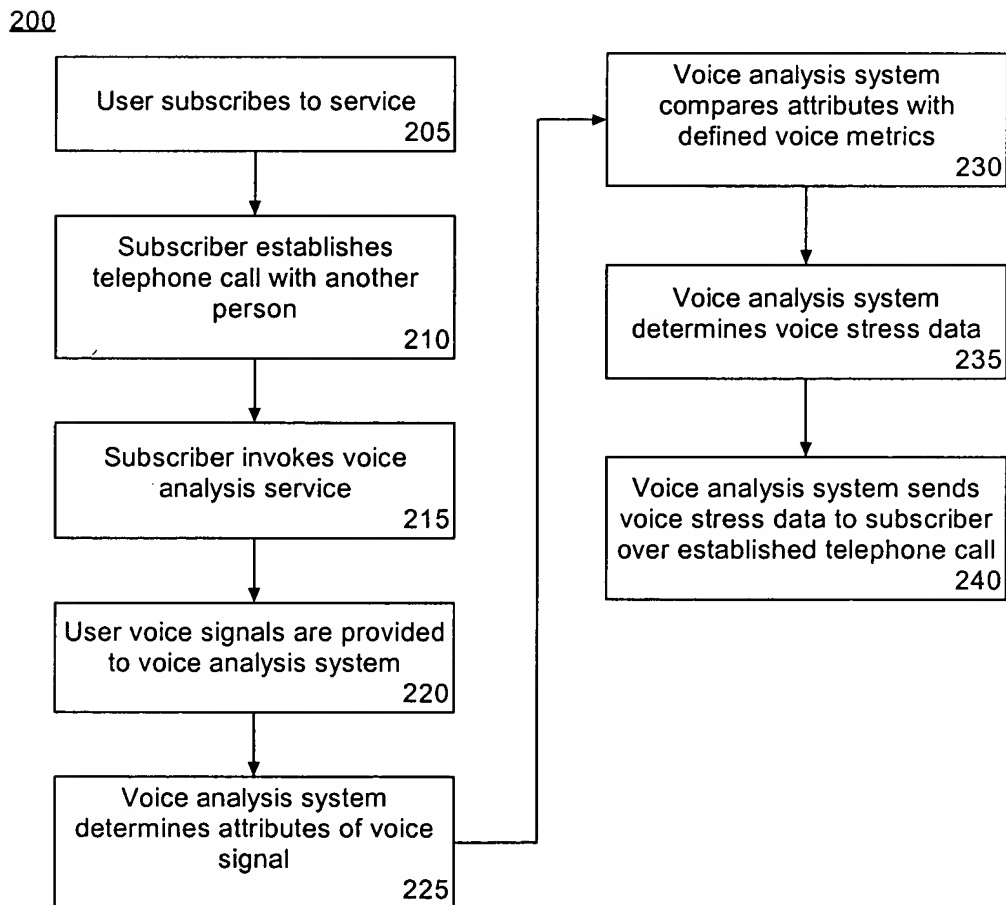 200
User subscribes to service
205
Subscriber establishes
telephone call with another
person
210
Subscriber invokes voice
analysis service
215
User voice signals are provided
to voice analysis system
220
Voice analysis system
determines attributes of voice
signal
225
Voice analysis system
compares attributes with
defined voice metrics
230
Voice analysis system
determines voice stress data
235
Voice analysis system sends
voice stress data to subscriber
over established telephone call
240